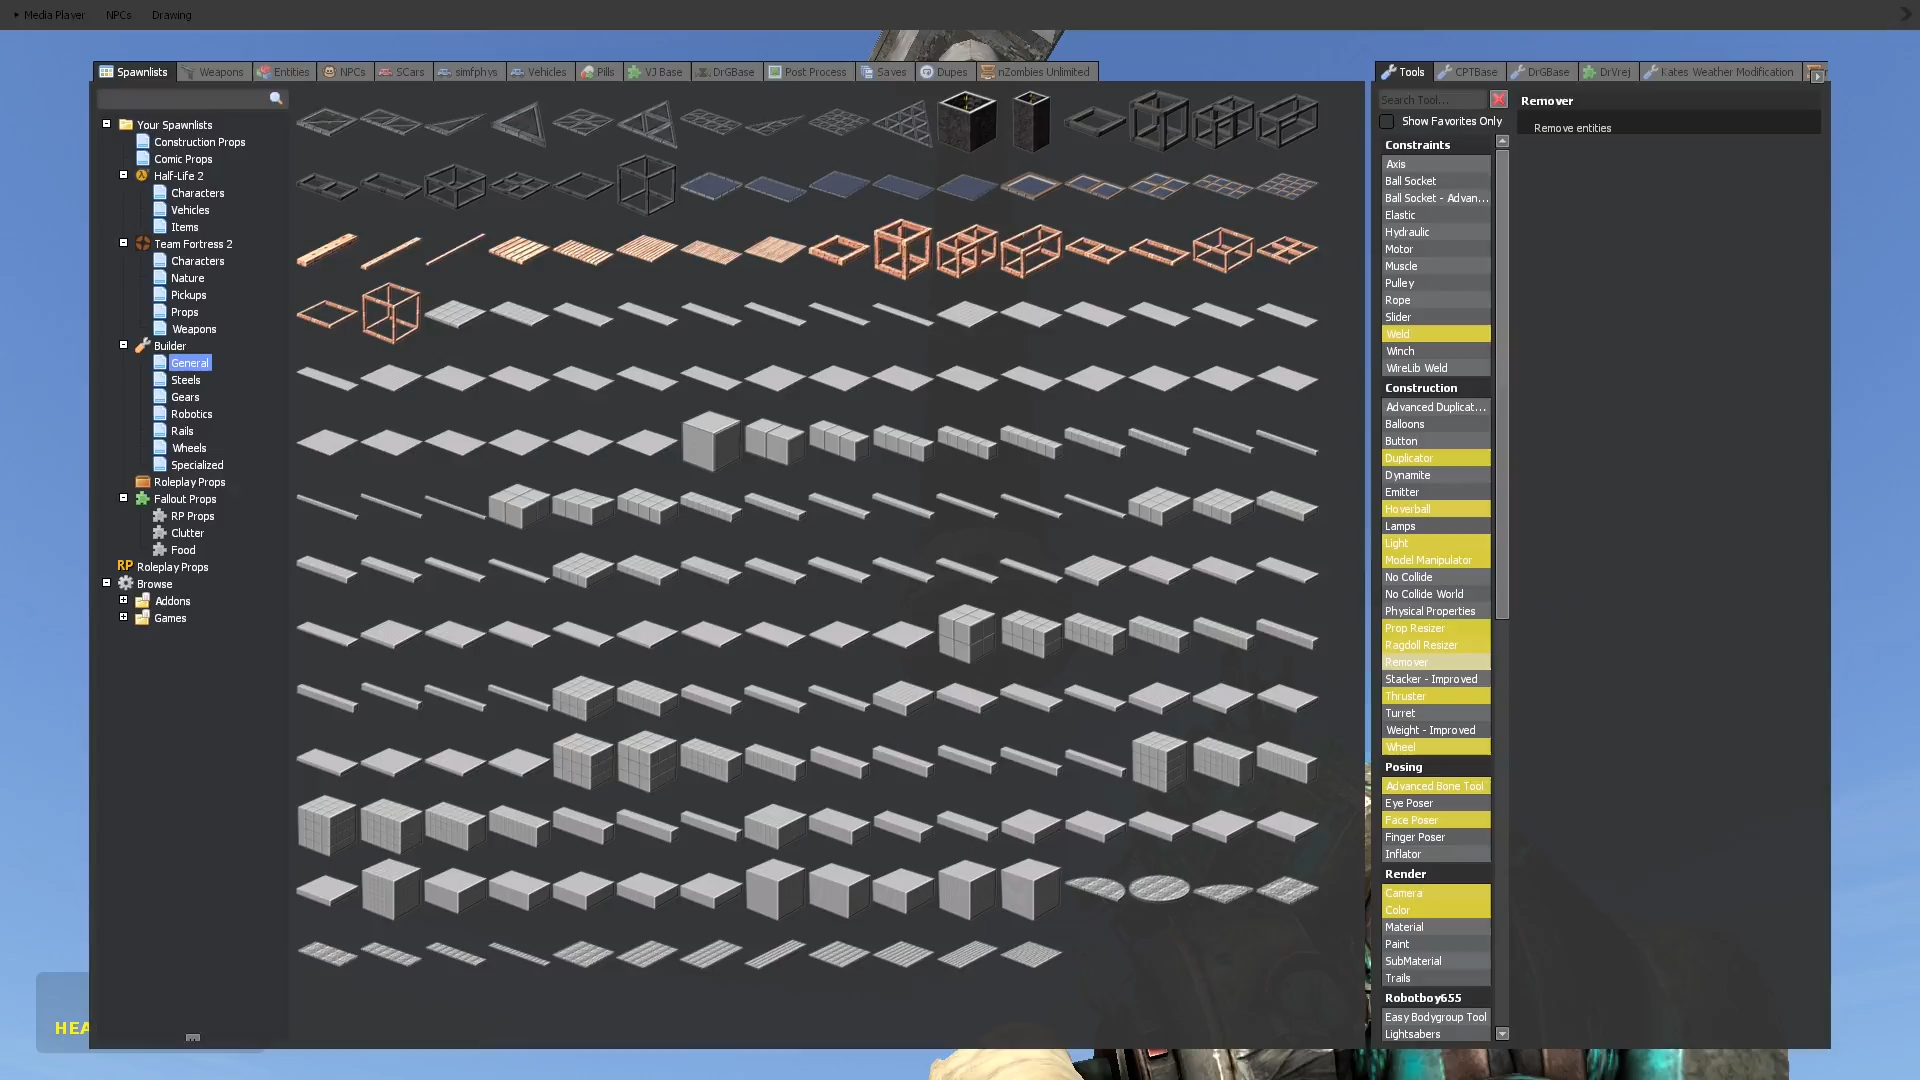 Media Player NPCs Drawing
Spawnlists Weapons Entities NPCs SCars simfphys Vehicles Pills VJ Base DrGBase Post Process Saves Dupes nZombies Unlimited
Your Spawnlists
Construction Props
Comic Props
Half-Life 2
Characters
Vehicles
Items
Team Fortress 2
Characters
Nature
Pickups
Props
Weapons
Builder
General
Steels
Gears
Robotics
Rails
Wheels
Specialized
Roleplay Props
Fallout Props
RP Props
Clutter
Food
RP Roleplay Props
Browse
Addons
Games
HEA
Tools CPTBase DrGBase DrVrej Kates Weather Modification
Search Tool...
Show Favorites Only
Constraints
Axis
Ball Socket
Ball Socket - Advan...
Elastic
Hydraulic
Motor
Muscle
Pulley
Rope
Slider
Weld
Winch
WireLib Weld
Construction
Advanced Duplicat...
Balloons
Button
Duplicator
Dynamite
Emitter
Hoverball
Lamps
Light
Model Manipulator
No Collide
No Collide World
Physical Properties
Prop Resizer
Ragdoll Resizer
Remover
Stacker - Improved
Thruster
Turret
Weight - Improved
Wheel
Posing
Advanced Bone Tool
Eye Poser
Face Poser
Finger Poser
Inflator
Render
Camera
Color
Material
Paint
SubMaterial
Trails
Robotboy655
Easy Bodygroup Tool
Lightsabers
Remover
Remove entities